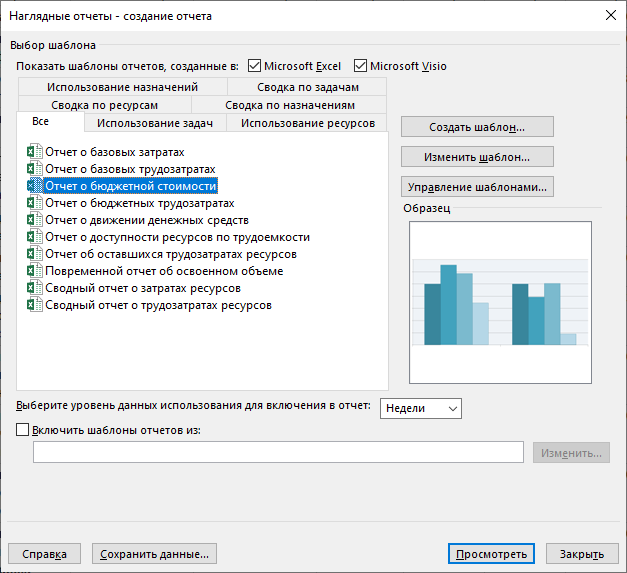 Наглядные отчеты - создание отчета
Выбор шаблона
Показать шаблоны отчетов, созданные в: Microsoft Excel Microsoft Visio
Использование назначений Сводка по задачам
Сводка по ресурсам Сводка по назначениям
Все Использование задач Использование ресурсов
Отчет о базовых затратах
Отчет о базовых трудозатратах
Отчет о бюджетной стоимости
Отчет о бюджетных трудозатратах
Отчет о движении денежных средств
Отчет о доступности ресурсов по трудоемкости
Отчет об оставшихся трудозатратах ресурсов
Повременной отчет об освоенном объеме
Сводный отчет о затратах ресурсов
Сводный отчет о трудозатратах ресурсов
Создать шаблон...
Изменить шаблон...
Управление шаблонами...
Образец
Выберите уровень данных использования для включения в отчет: Недели
Включить шаблоны отчетов из:
Изменить...
Справка Сохранить данные... Просмотреть Закрыть